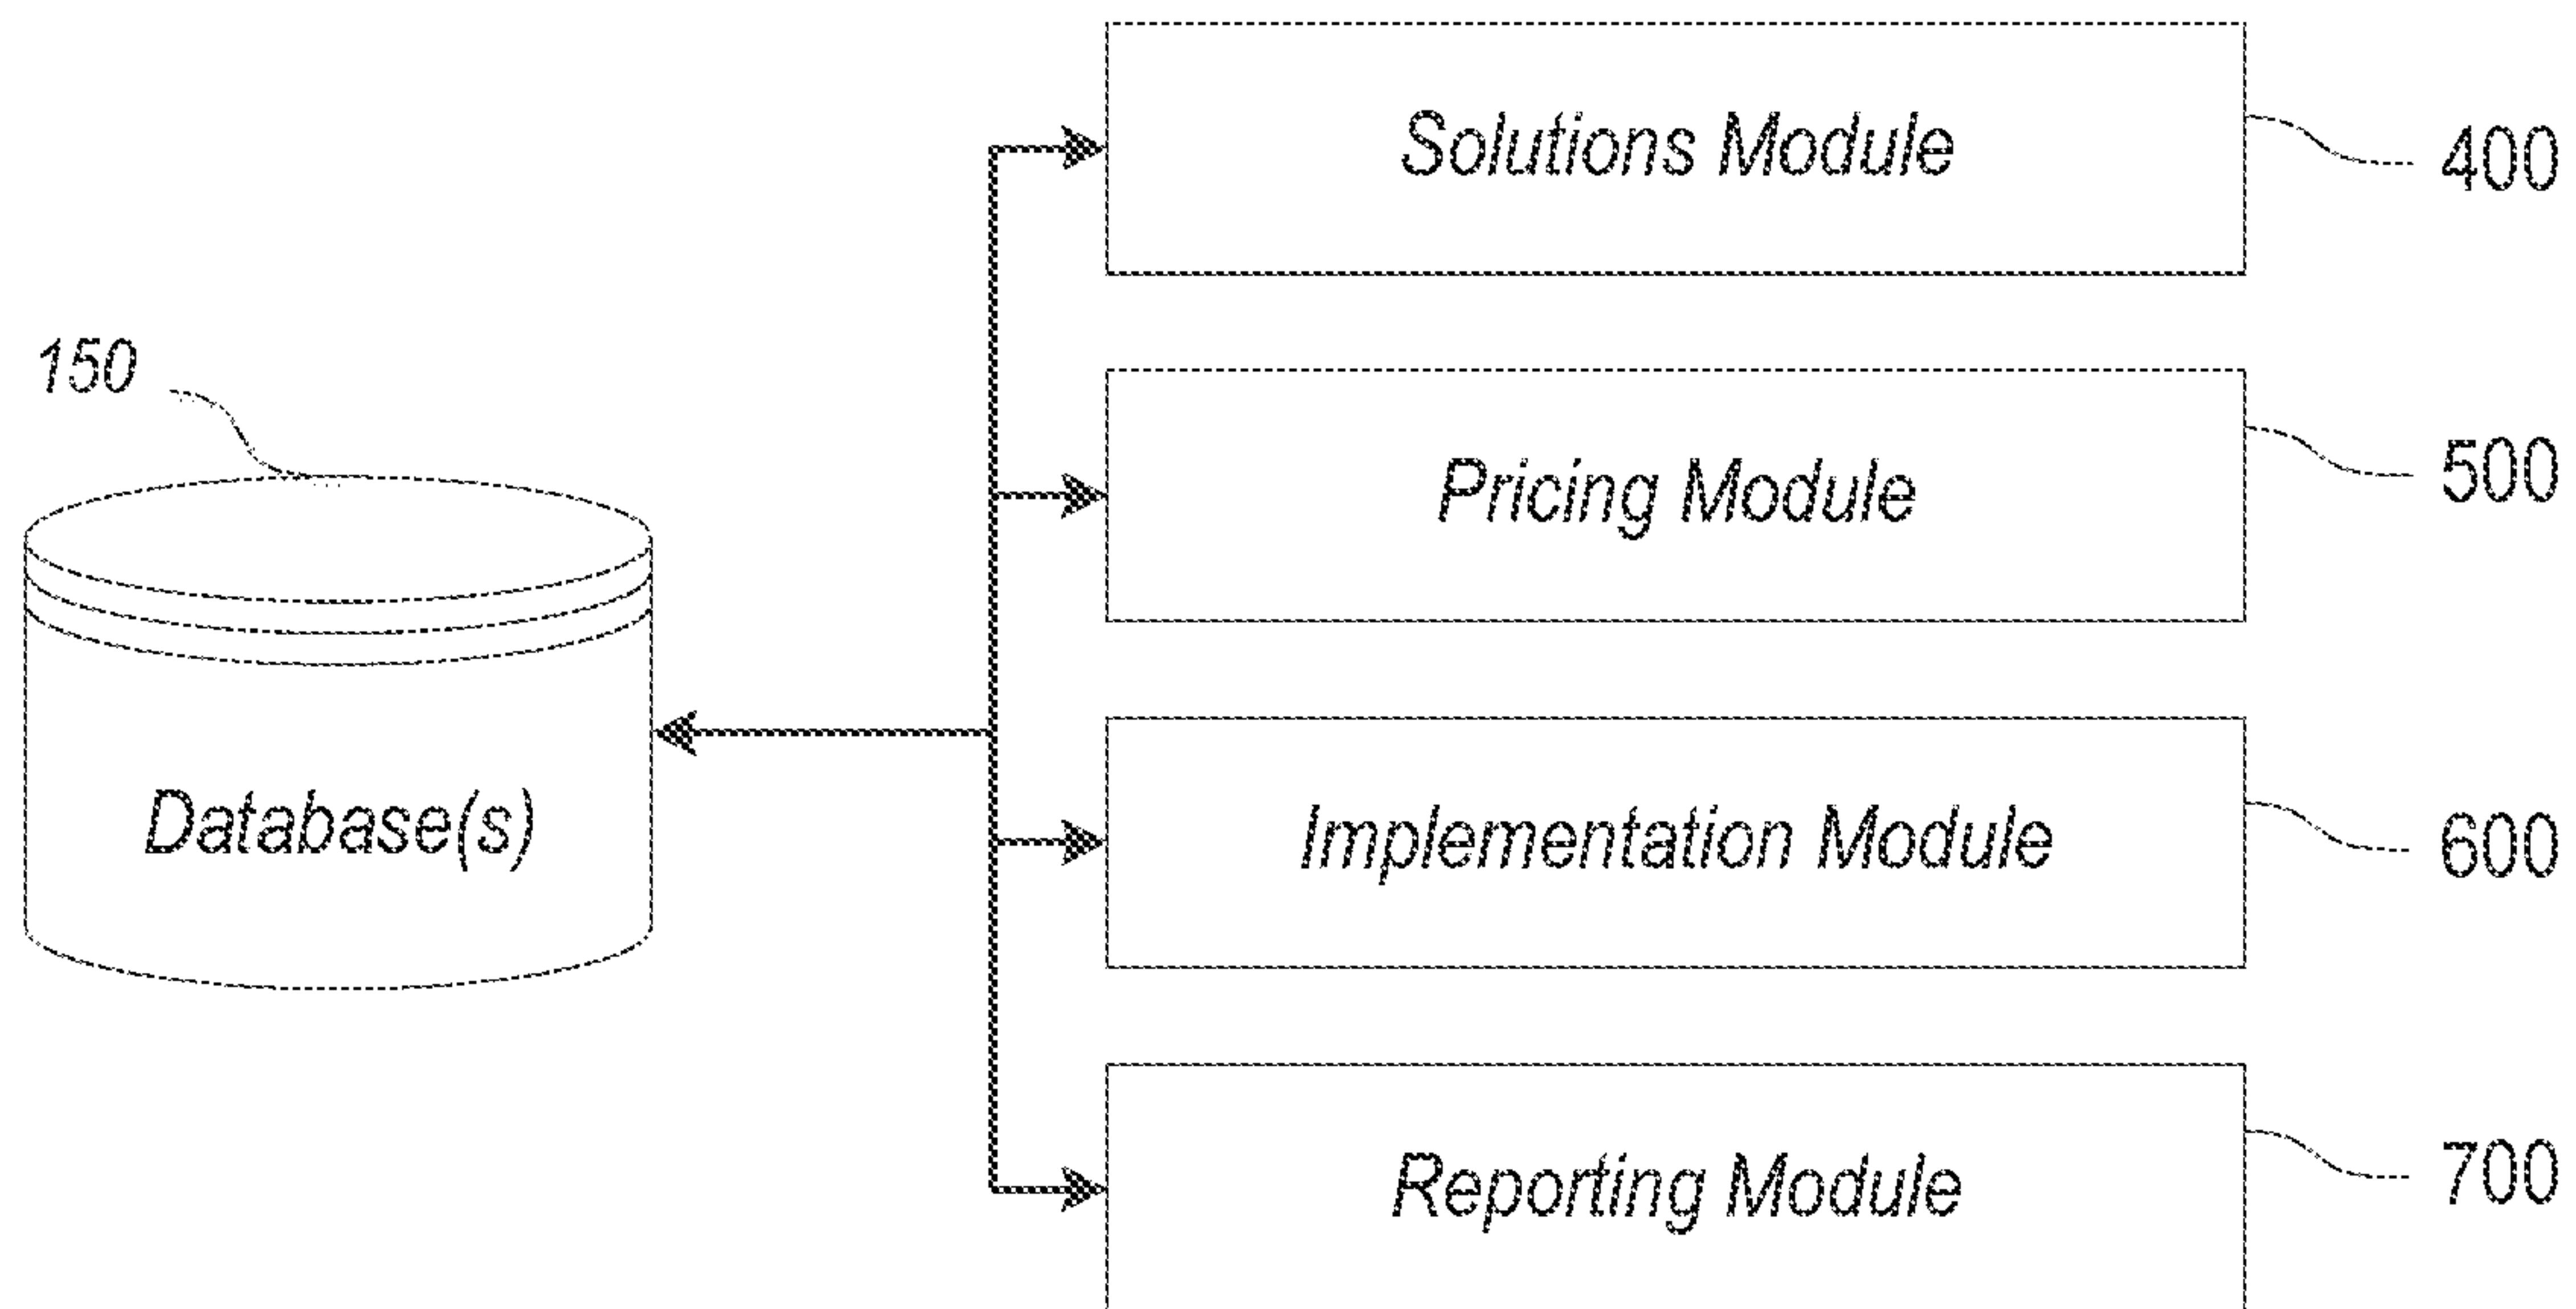 Solutions Module
400
150
Pricing Module
500
Database(s)
Implementation Module
600
Reporting Module
700